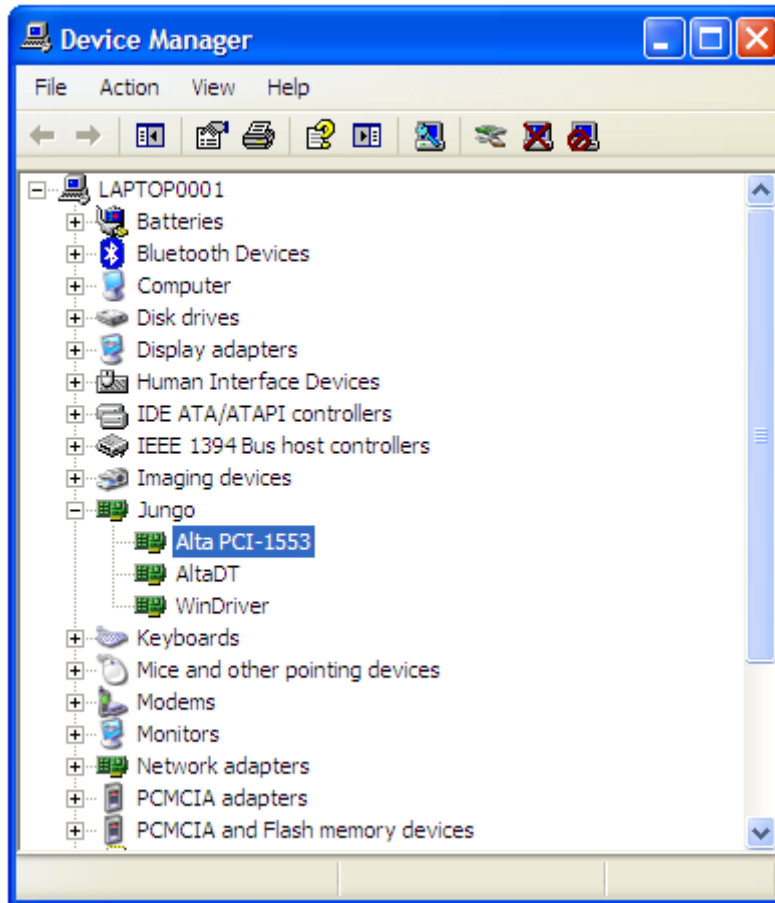 Device Manager
File Action View Help
LAPTOP0001
Batteries
Bluetooth Devices
Computer
Disk drives
Display adapters
Human Interface Devices
IDE ATA/ATAPI controllers
IEEE 1394 Bus host controllers
Imaging devices
Jungo
Alta PCI-1553
AltaDT
WinDriver
Keyboards
Mice and other pointing devices
Modems
Monitors
Network adapters
PCMCIA adapters
PCMCIA and Flash memory devices